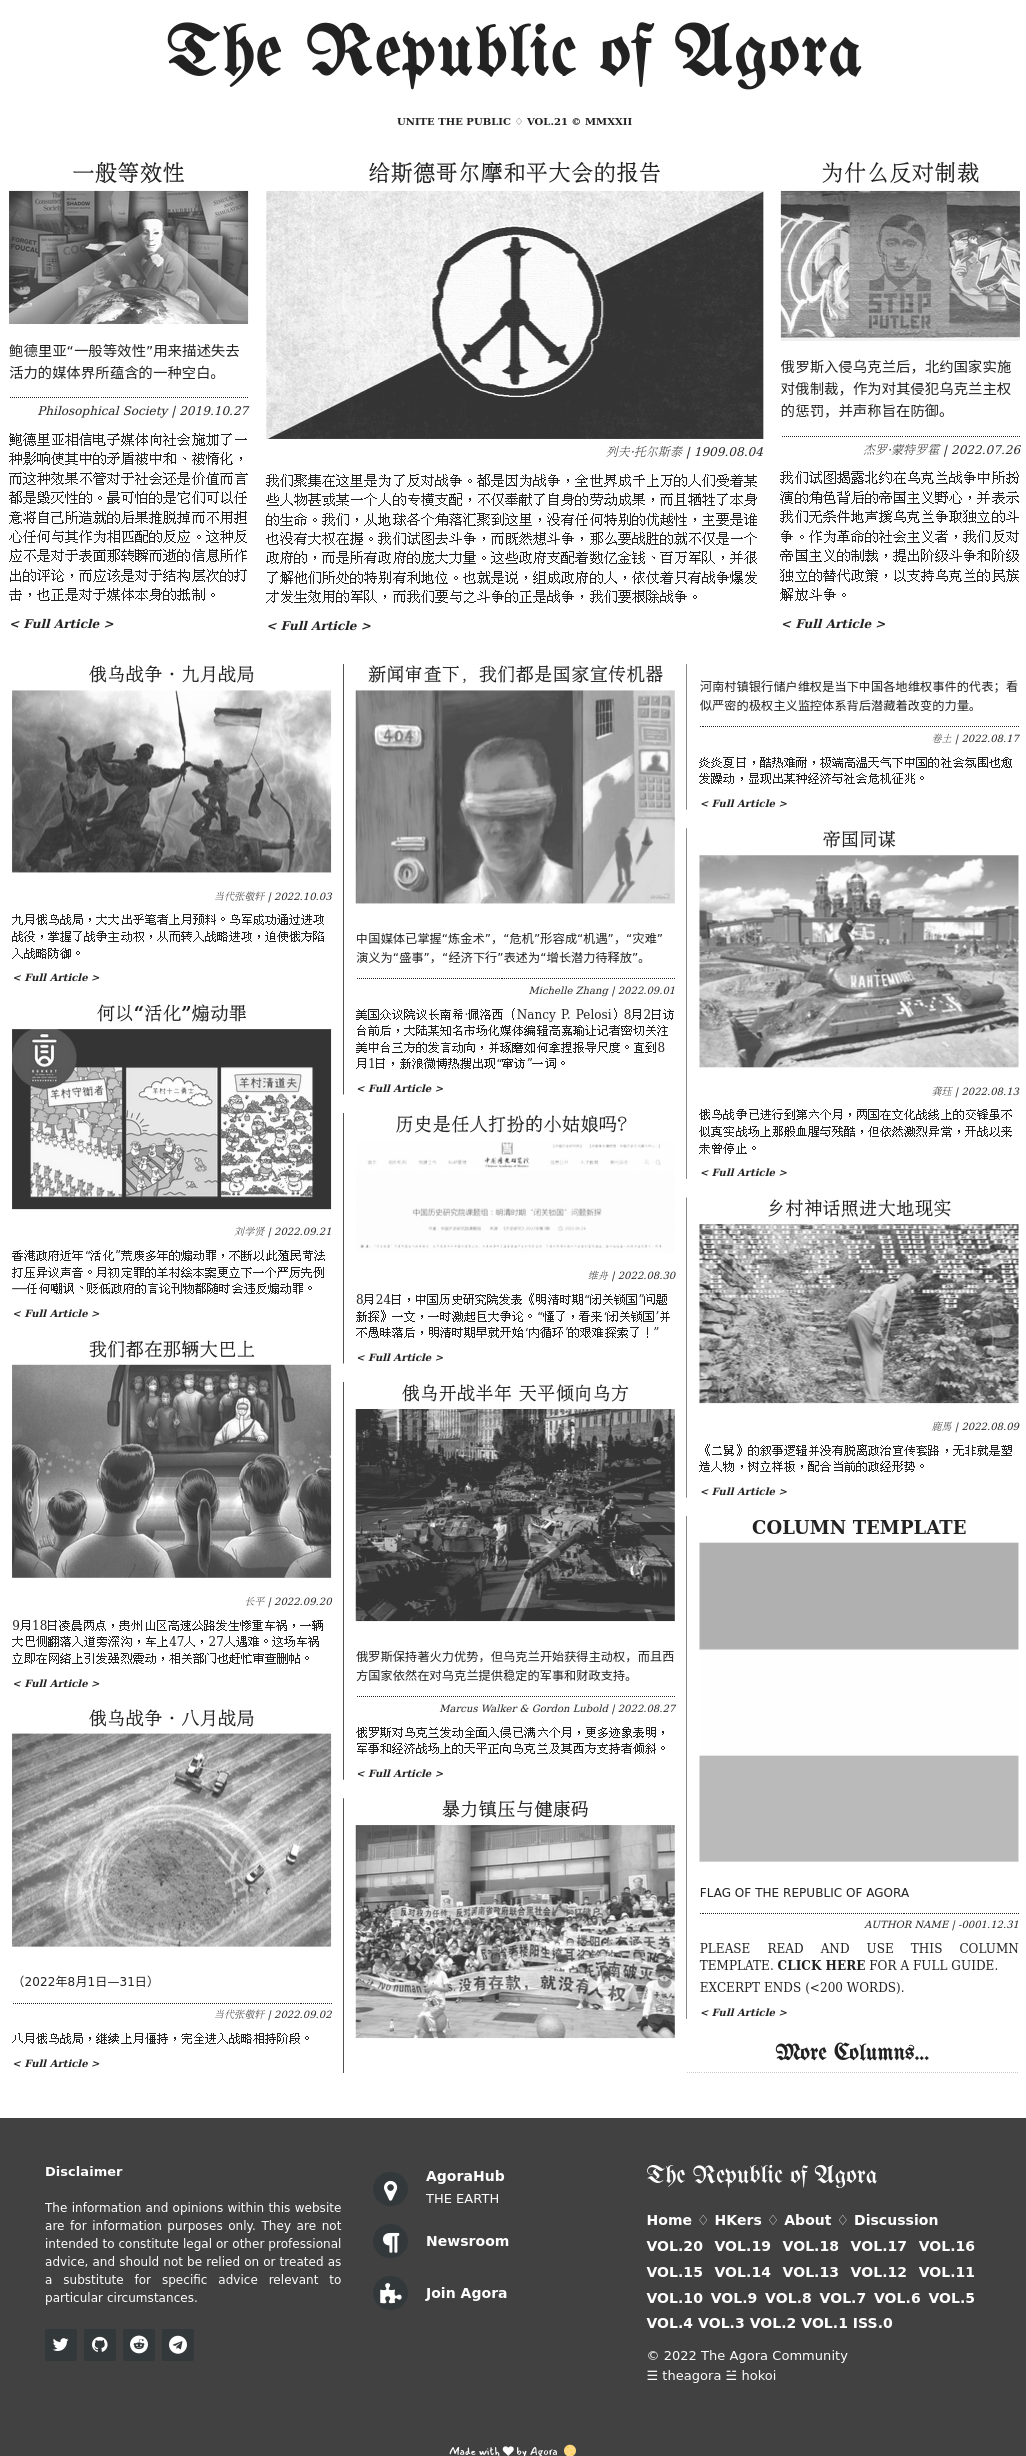 The Republic of Agora
UNITE THE PUBLIC ♢ VOL.21 © MMXXII
一般等效性
鲍德里亚“一般等效性”用来描述失去
活力的媒体界所蕴含的一种空白。
Philosophical Society | 2019.10.27
鲍德里亚相信电子媒体向社会施加了一
种影响使其中的矛盾被中和、被惰化，
而这种效果不管对于社会还是价值而言
都是毁灭性的。最可怕的是它们可以任
意将自己所造就的后果推脱掉而不用担
心任何与其作为相匹配的反应。这种反
应不是对于表面那转瞬而逝的信息所作
出的评论，而应该是对于结构层次的打
击，也正是对于媒体本身的抵制。
< Full Article >
给斯德哥尔摩和平大会的报告
列夫·托尔斯泰 | 1909.08.04
我们聚集在这里是为了反对战争。都是因为战争，全世界成千上万的人们受着某
些人物甚或某一个人的专横支配，不仅奉献了自身的劳动成果，而且牺牲了本身
的生命。我们，从地球各个角落汇聚到这里，没有任何特别的优越性，主要是谁
也没有大权在握。我们试图去斗争，而既然想斗争，那么要战胜的就不仅是一个
政府的，而是所有政府的庞大力量。这些政府支配着数亿金钱、百万军队，并很
了解他们所处的特别有利地位。也就是说，组成政府的人，依仗着只有战争爆发
才发生效用的军队，而我们要与之斗争的正是战争，我们要根除战争。
< Full Article >
为什么反对制裁
STOP
PUTLER
俄罗斯入侵乌克兰后，北约国家实施
对俄制裁，作为对其侵犯乌克兰主权
的惩罚，并声称旨在防御。
杰罗·蒙特罗霍 | 2022.07.26
我们试图揭露北约在乌克兰战争中所扮
演的角色背后的帝国主义野心，并表示
我们无条件地声援乌克兰争取独立的斗
争。作为革命的社会主义者，我们反对
帝国主义的制裁，提出阶级斗争和阶级
独立的替代政策，以支持乌克兰的民族
解放斗争。
< Full Article >
俄乌战争·九月战局
当代张敬轩 | 2022.10.03
九月俄乌战局，大大出乎笔者上月预料。乌军成功通过进攻
战役，掌握了战争主动权，从而转入战略进攻，迫使俄方陷
入战略防御。
< Full Article >
何以“活化”煽动罪
羊村守衛者
羊村十二勇士
羊村清道夫
刘学贤 | 2022.09.21
香港政府近年“活化”荒废多年的煽动罪，不断以此殖民苛法
打压异议声音。月初定罪的羊村绘本案更立下一个严厉先例
—任何嘲讽、贬低政府的言论刊物都随时会违反煽动罪。
< Full Article >
我们都在那辆大巴上
长平 | 2022.09.20
9月18日凌晨两点，贵州山区高速公路发生惨重车祸，一辆
大巴侧翻落入道旁深沟，车上47人，27人遇难。这场车祸
立即在网络上引发强烈震动，相关部门也赶忙审查删帖。
< Full Article >
俄乌战争·八月战局
（2022年8月1日—31日）
当代张敬轩 | 2022.09.02
八月俄乌战局，继续上月僵持，完全进入战略相持阶段。
< Full Article >
新闻审查下，我们都是国家宣传机器
404
中国媒体已掌握“炼金术”，“危机”形容成“机遇”，“灾难”
演义为“盛事”，“经济下行”表述为“增长潜力待释放”。
Michelle Zhang | 2022.09.01
美国众议院议长南希·佩洛西（Nancy P. Pelosi）8月2日访
台前后，大陆某知名市场化媒体编辑高嘉瑜让记者密切关注
美中台三方的发言动向，并琢磨如何拿捏报导尺度。直到8
月1日，新浪微博热搜出现“窜访”一词。
< Full Article >
历史是任人打扮的小姑娘吗？
中国历史研究院课题组：明清时期“闭关锁国”问题新探
维舟 | 2022.08.30
8月24日，中国历史研究院发表《明清时期“闭关锁国”问题
新探》一文，一时激起巨大争论。“懂了，看来‘闭关锁国’并
不愚昧落后，明清时期早就开始‘内循环’的艰难探索了！”
< Full Article >
俄乌开战半年 天平倾向乌方
俄罗斯保持著火力优势，但乌克兰开始获得主动权，而且西
方国家依然在对乌克兰提供稳定的军事和财政支持。
Marcus Walker & Gordon Lubold | 2022.08.27
俄罗斯对乌克兰发动全面入侵已满六个月，更多迹象表明，
军事和经济战场上的天平正向乌克兰及其西方支持者倾斜。
< Full Article >
暴力镇压与健康码
没有存款，就没有人权
No human
河南村镇银行储户维权是当下中国各地维权事件的代表；看
似严密的极权主义监控体系背后潜藏着改变的力量。
卷土 | 2022.08.17
炎炎夏日，酷热难耐，极端高温天气下中国的社会氛围也愈
发躁动，显现出某种经济与社会危机征兆。
< Full Article >
帝国同谋
龚珏 | 2022.08.13
俄乌战争已进行到第六个月，两国在文化战线上的交锋虽不
似真实战场上那般血腥与残酷，但依然激烈异常，开战以来
未曾停止。
< Full Article >
乡村神话照进大地现实
鹿馬 | 2022.08.09
《二舅》的叙事逻辑并没有脱离政治宣传套路，无非就是塑
造人物，树立样板，配合当前的政经形势。
< Full Article >
COLUMN TEMPLATE
FLAG OF THE REPUBLIC OF AGORA
AUTHOR NAME | -0001.12.31
PLEASE READ AND USE THIS COLUMN
TEMPLATE. CLICK HERE FOR A FULL GUIDE.
EXCERPT ENDS (<200 WORDS).
< Full Article >
More Columns...
Disclaimer
The information and opinions within this website
are for information purposes only. They are not
intended to constitute legal or other professional
advice, and should not be relied on or treated as
a substitute for specific advice relevant to
particular circumstances.
AgoraHub
THE EARTH
Newsroom
Join Agora
The Republic of Agora
Home ♢ HKers ♢ About ♢ Discussion
VOL.20 VOL.19 VOL.18 VOL.17 VOL.16
VOL.15 VOL.14 VOL.13 VOL.12 VOL.11
VOL.10 VOL.9 VOL.8 VOL.7 VOL.6 VOL.5
VOL.4 VOL.3 VOL.2 VOL.1 ISS.0
© 2022 The Agora Community
☰ theagora ☱ hokoi
Made with ♥ by Agora